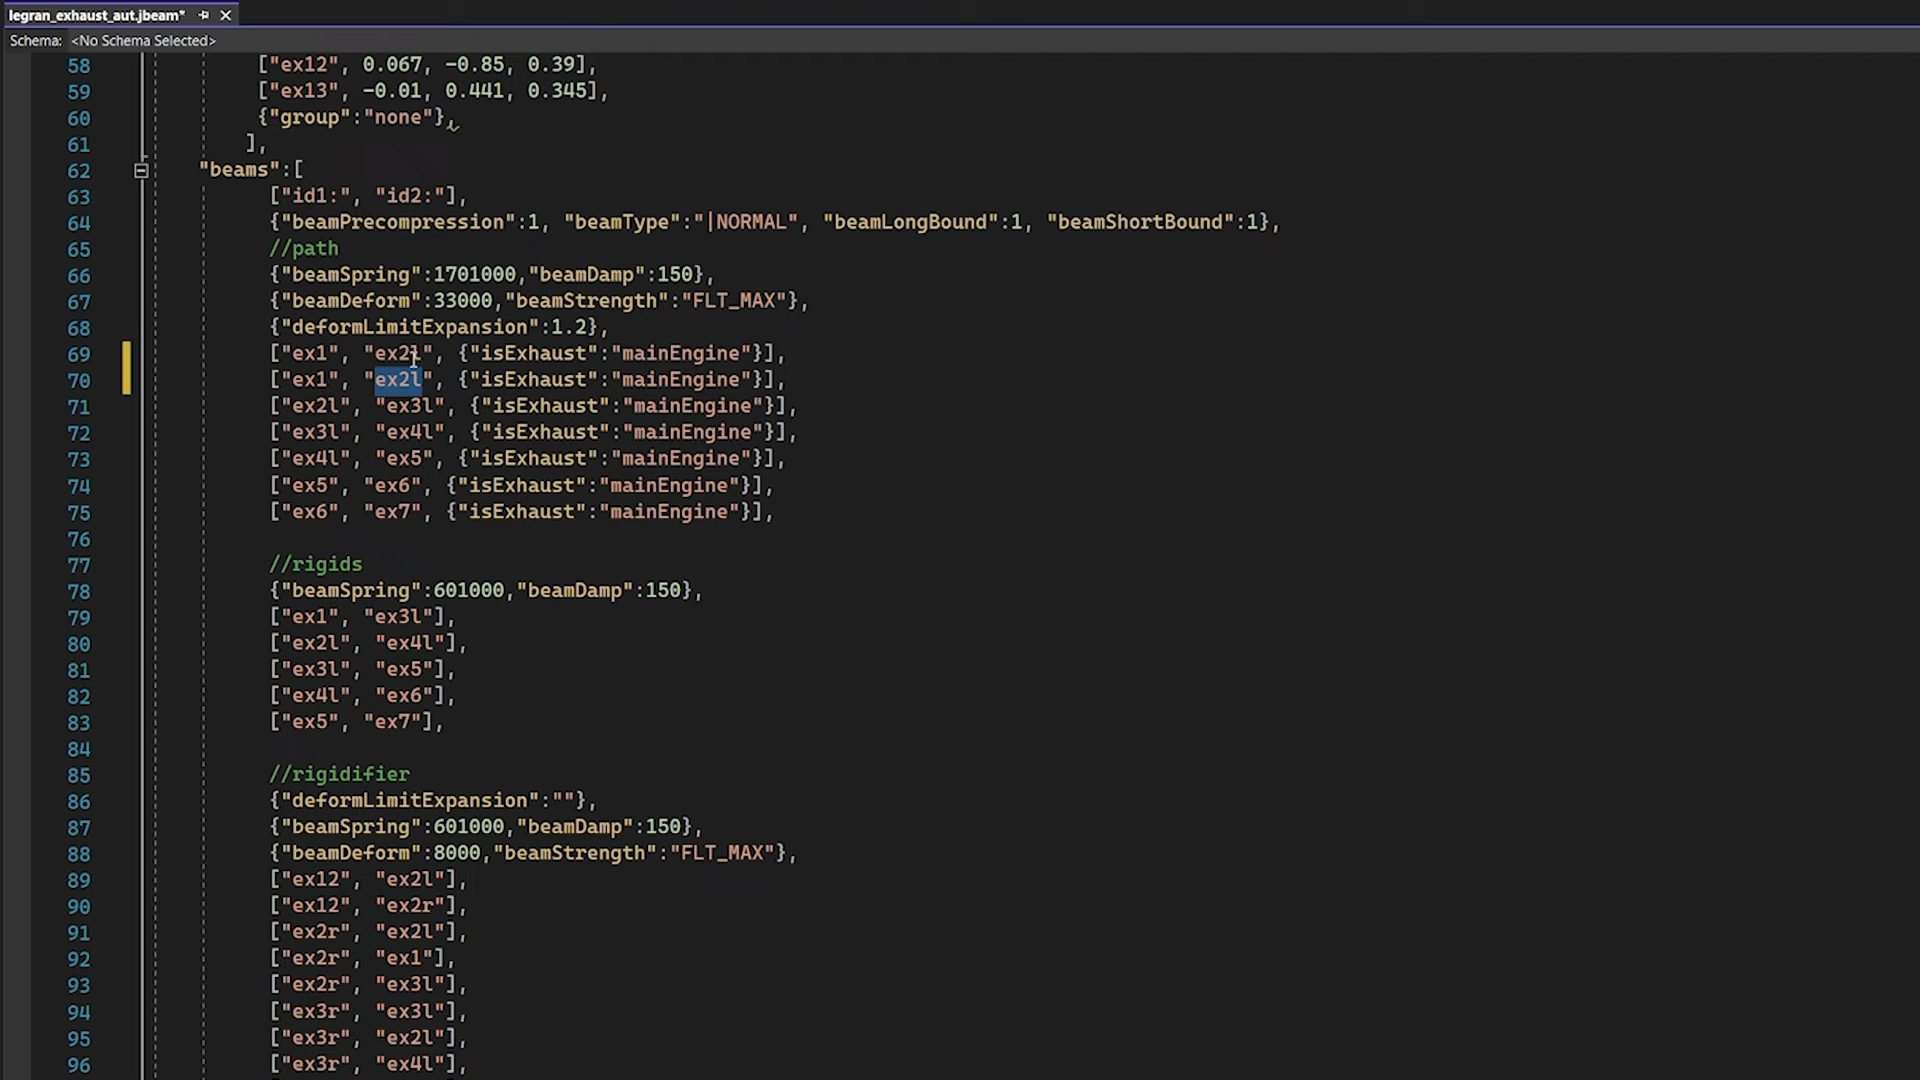 legran_exhaust_aut.jbeam*
Schema: <No Schema Selected>
58 ["ex12", 0.067, -0.85, 0.39],
59 ["ex13", -0.01, 0.441, 0.345],
60 {"group":"none"},
61 ],
62 "beams":[
63 ["id1:", "id2:"],
64 {"beamPrecompression":1, "beamType":"|NORMAL", "beamLongBound":1, "beamShortBound":1},
65 //path
66 {"beamSpring":1701000,"beamDamp":150},
67 {"beamDeform":33000,"beamStrength":"FLT_MAX"},
68 {"deformLimitExpansion":1.2},
69 ["ex1", "ex2l", {"isExhaust":"mainEngine"}],
70 ["ex1", "ex2l", {"isExhaust":"mainEngine"}],
71 ["ex2l", "ex3l", {"isExhaust":"mainEngine"}],
72 ["ex3l", "ex4l", {"isExhaust":"mainEngine"}],
73 ["ex4l", "ex5", {"isExhaust":"mainEngine"}],
74 ["ex5", "ex6", {"isExhaust":"mainEngine"}],
75 ["ex6", "ex7", {"isExhaust":"mainEngine"}],
76
77 //rigids
78 {"beamSpring":601000,"beamDamp":150},
79 ["ex1", "ex3l"],
80 ["ex2l", "ex4l"],
81 ["ex3l", "ex5"],
82 ["ex4l", "ex6"],
83 ["ex5", "ex7"],
84
85 //rigidifier
86 {"deformLimitExpansion":""},
87 {"beamSpring":601000,"beamDamp":150},
88 {"beamDeform":8000,"beamStrength":"FLT_MAX"},
89 ["ex12", "ex2l"],
90 ["ex12", "ex2r"],
91 ["ex2r", "ex2l"],
92 ["ex2r", "ex1"],
93 ["ex2r", "ex3l"],
94 ["ex3r", "ex3l"],
95 ["ex3r", "ex2l"],
96 ["ex3r", "ex4l"],